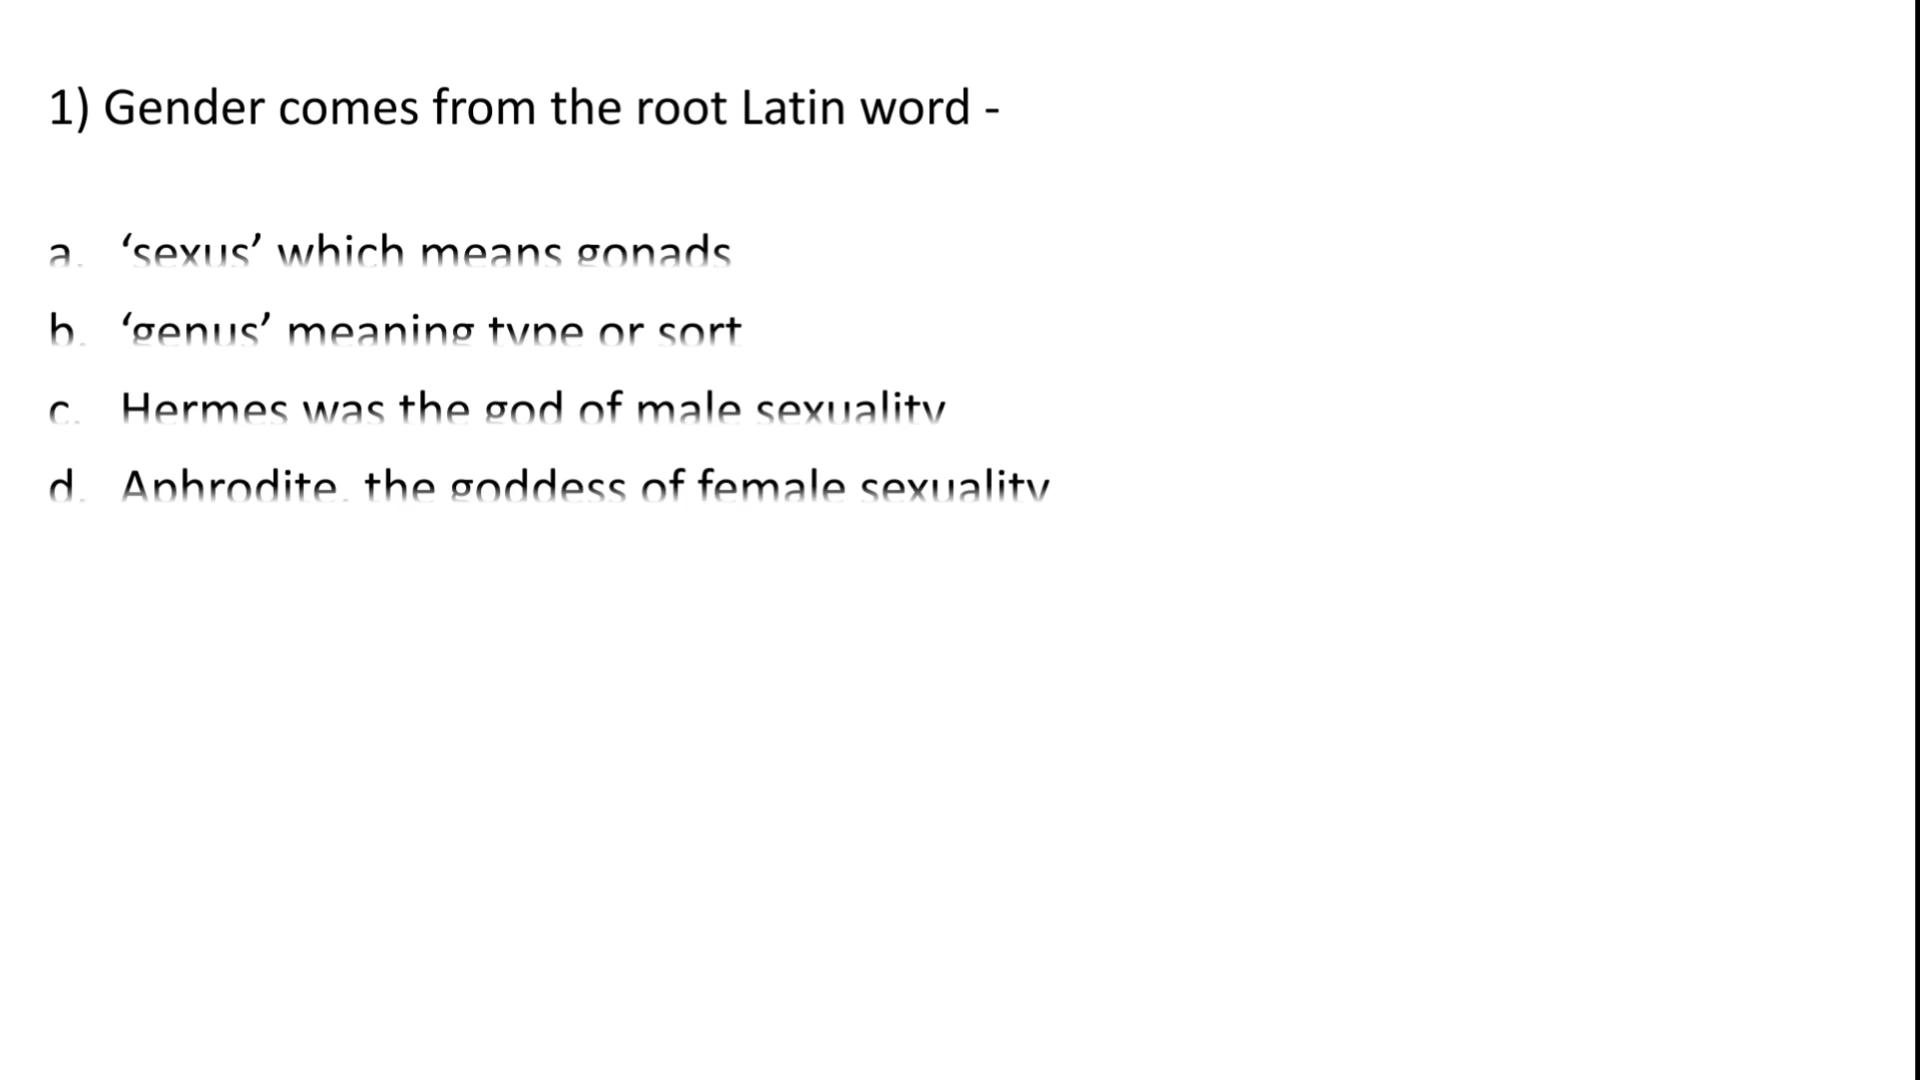 1) Gender comes from the root Latin word -
a. ‘sexus’ which means gonads
b. ‘genus’ meaning type or sort
c. Hermes was the god of male sexuality
d. Aphrodite, the goddess of female sexuality